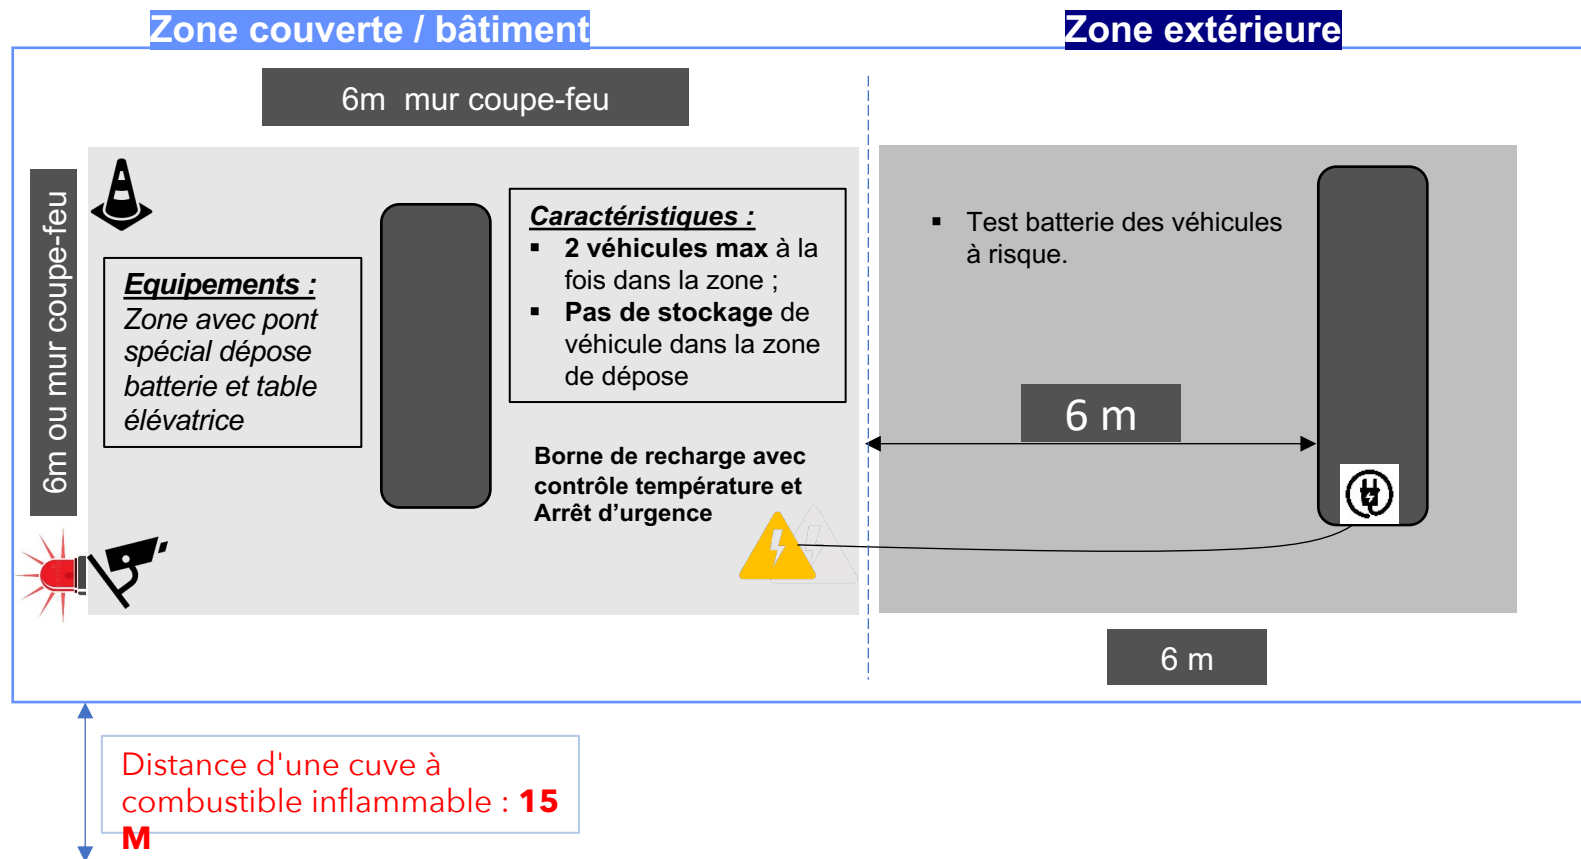 Zone couverte / bâtiment
Zone extérieure
6m  mur coupe-feu
6m ou mur coupe-feu
Equipements :
Zone avec pont
spécial dépose
batterie et table
élévatrice
Caractéristiques :
▪ 2 véhicules max à la
fois dans la zone ;
▪ Pas de stockage de
véhicule dans la zone
de dépose
Borne de recharge avec
contrôle température et
Arrêt d’urgence
▪ Test batterie des véhicules
à risque.
6 m
6 m
Distance d'une cuve à
combustible inflammable : 15
M